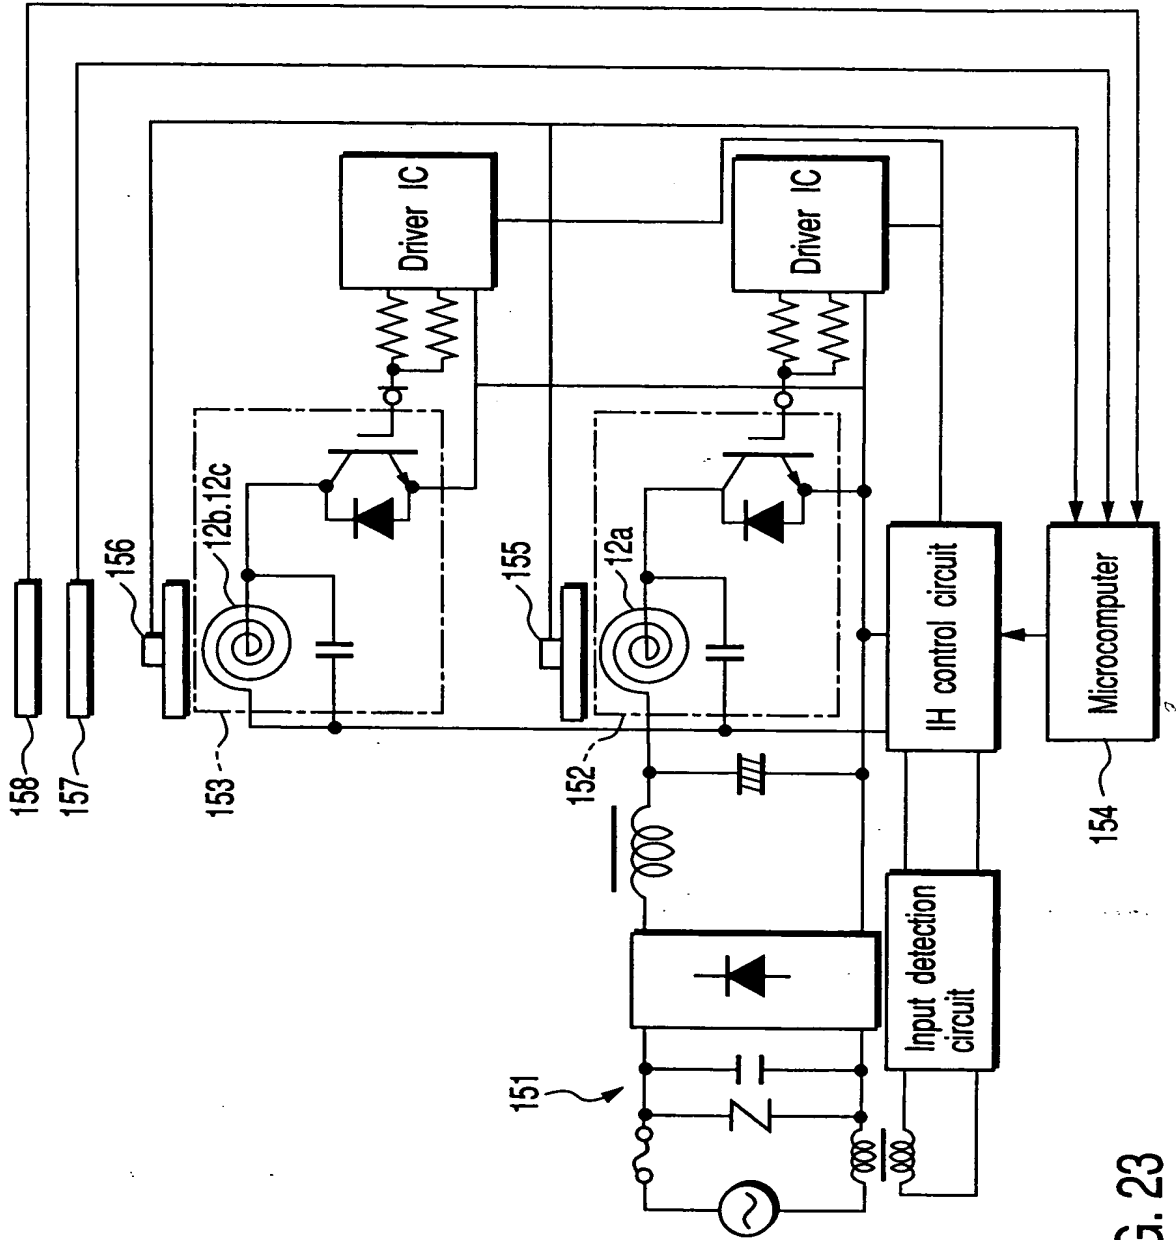 158
157
156
153
12b.12c
Driver IC
155
152
12a
Driver IC
151
Input detection
circuit
IH control circuit
Microcomputer
154
G. 23